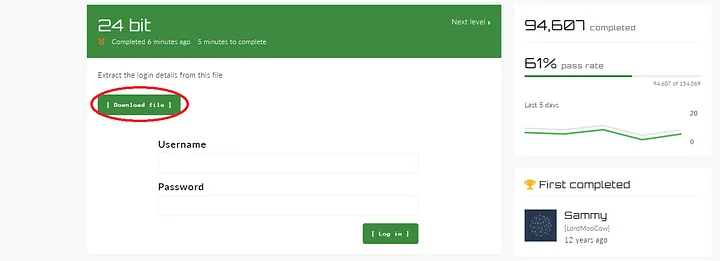 24 bit
Next level ›
Completed 6 minutes ago 5 minutes to complete
Extract the login details from this file
[ Download file ]
Username
Password
[ Log in ]
94,607 completed
61% pass rate
94,607 of 154,069
Last 5 days
20
0
First completed
Sammy
[LordMooCow]
12 years ago